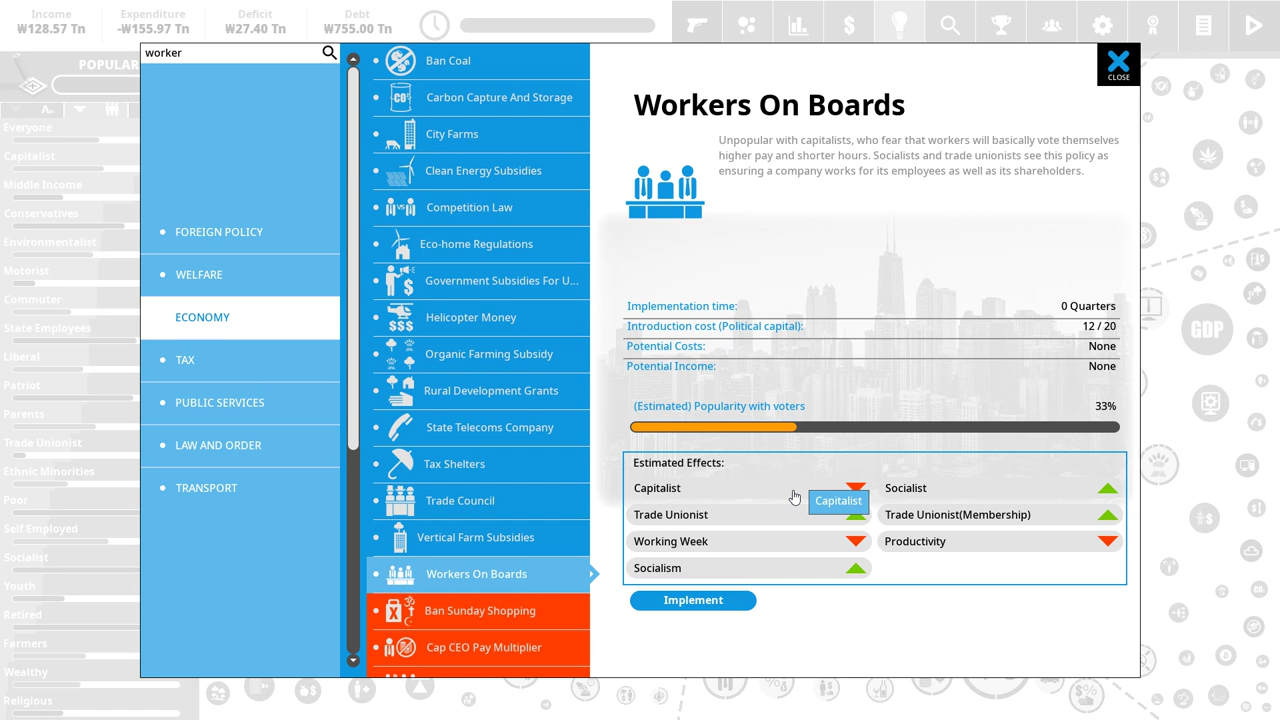 Income
Expenditure
Deficit
Debt
₩128.57 Tn
-₩155.97 Tn
₩27.40 Tn
₩755.00 Tn
worker
CLOSE
POPULAR
Everyone
Capitalist
Middle Income
Conservatives
Environmentalist
Motorist
Commuter
State Employees
Liberal
Patriot
Parents
Trade Unionist
Ethnic Minorities
Poor
Self Employed
Socialist
Youth
Retired
Farmers
Wealthy
Religious
FOREIGN POLICY
WELFARE
ECONOMY
TAX
PUBLIC SERVICES
LAW AND ORDER
TRANSPORT
Ban Coal
Carbon Capture And Storage
City Farms
Clean Energy Subsidies
Competition Law
Eco-home Regulations
Government Subsidies For U...
Helicopter Money
Organic Farming Subsidy
Rural Development Grants
State Telecoms Company
Tax Shelters
Trade Council
Vertical Farm Subsidies
Workers On Boards
Ban Sunday Shopping
Cap CEO Pay Multiplier
Workers On Boards
Unpopular with capitalists, who fear that workers will basically vote themselves
higher pay and shorter hours. Socialists and trade unionists see this policy as
ensuring a company works for its employees as well as its shareholders.
Implementation time:
0 Quarters
Introduction cost (Political capital):
12 / 20
Potential Costs:
None
Potential Income:
None
(Estimated) Popularity with voters
33%
Estimated Effects:
Capitalist
Socialist
Capitalist
Trade Unionist
Trade Unionist(Membership)
Working Week
Productivity
Socialism
Implement
GDP